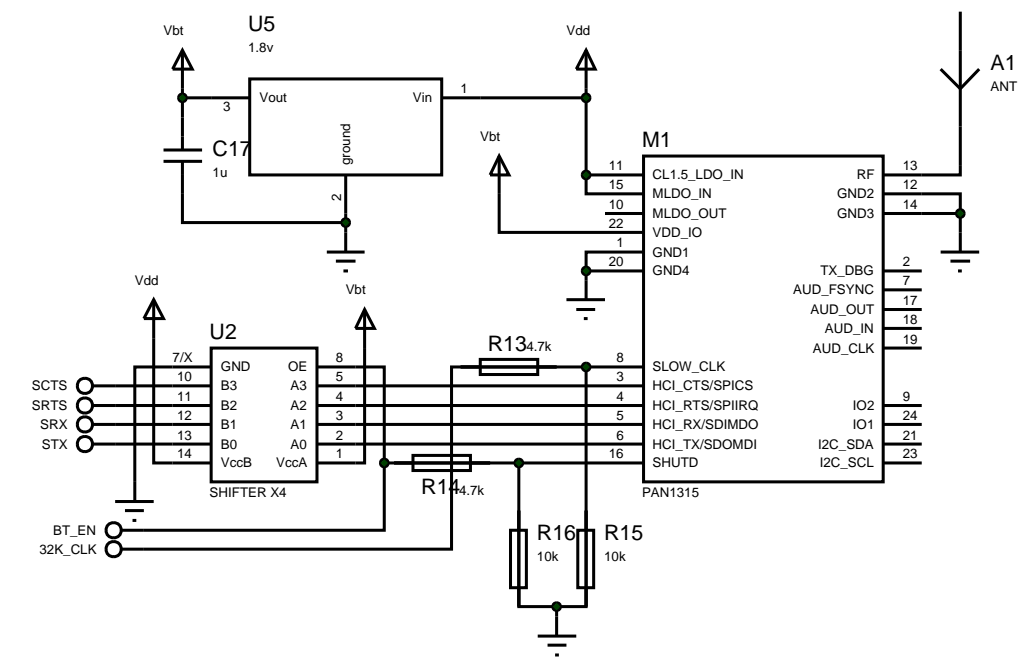 U5
Vbt
1.8v
Vdd
A1
ANT
3
Vout
Vin
1
ground
2
C17
1u
Vbt
M1
11 CL1.5_LDO_IN
15 MLDO_IN
10 MLDO_OUT
22 VDD_IO
1 GND1
20 GND4
RF 13
GND2 12
GND3 14
TX_DBG 2
AUD_FSYNC 7
AUD_OUT 17
AUD_IN 18
AUD_CLK 19
Vdd
Vbt
U2
R13 4.7k
7/X GND OE 8
SCTS 10 B3 A3 5
SRTS 11 B2 A2 4
SRX 12 B1 A1 3
STX 13 B0 A0 2
14 VccB VccA 1
SHIFTER X4
8 SLOW_CLK
3 HCI_CTS/SPICS
4 HCI_RTS/SPIIRQ
5 HCI_RX/SDIMDO
6 HCI_TX/SDOMDI
16 SHUTD
IO2 9
IO1 24
I2C_SDA 21
I2C_SCL 23
PAN1315
R14 4.7k
BT_EN
32K_CLK
R16
10k
R15
10k